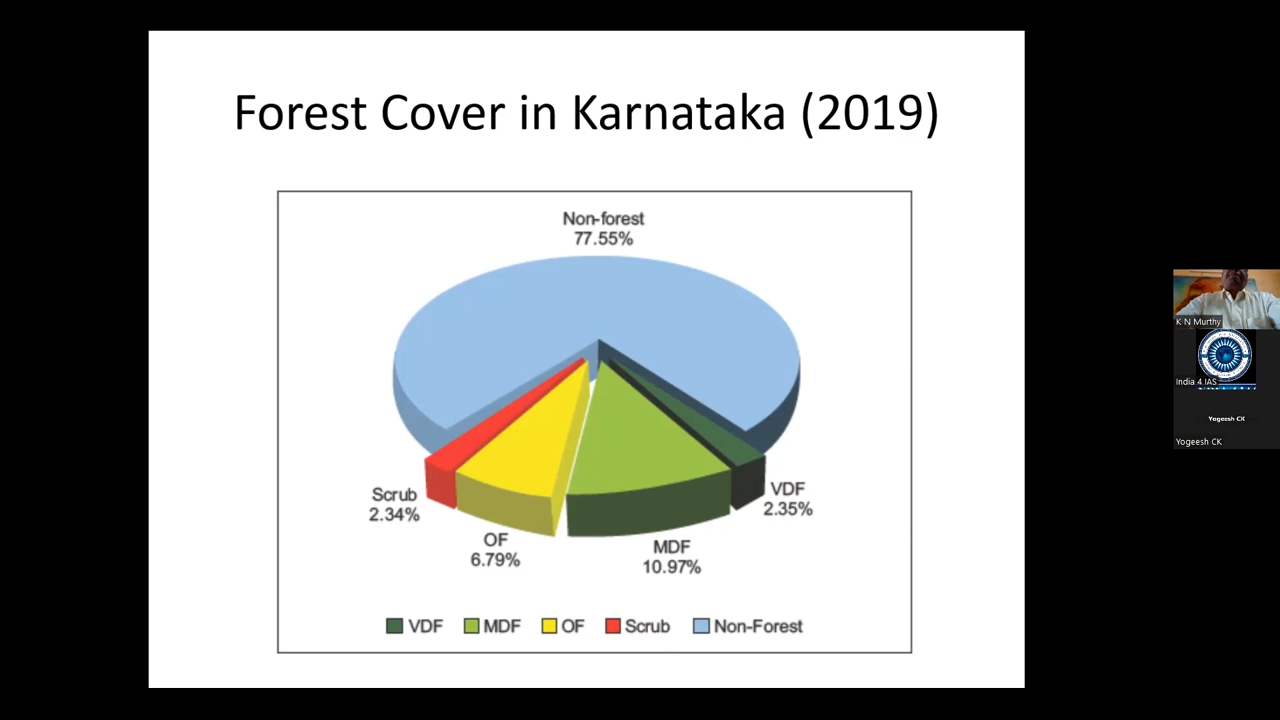 Forest Cover in Karnataka (2019)
Non-forest
77.55%
Scrub
2.34%
OF
6.79%
MDF
10.97%
VDF
2.35%
VDF MDF OF Scrub Non-Forest
K N Murthy
India 4 IAS
Yogeesh CK
Yogeesh CK